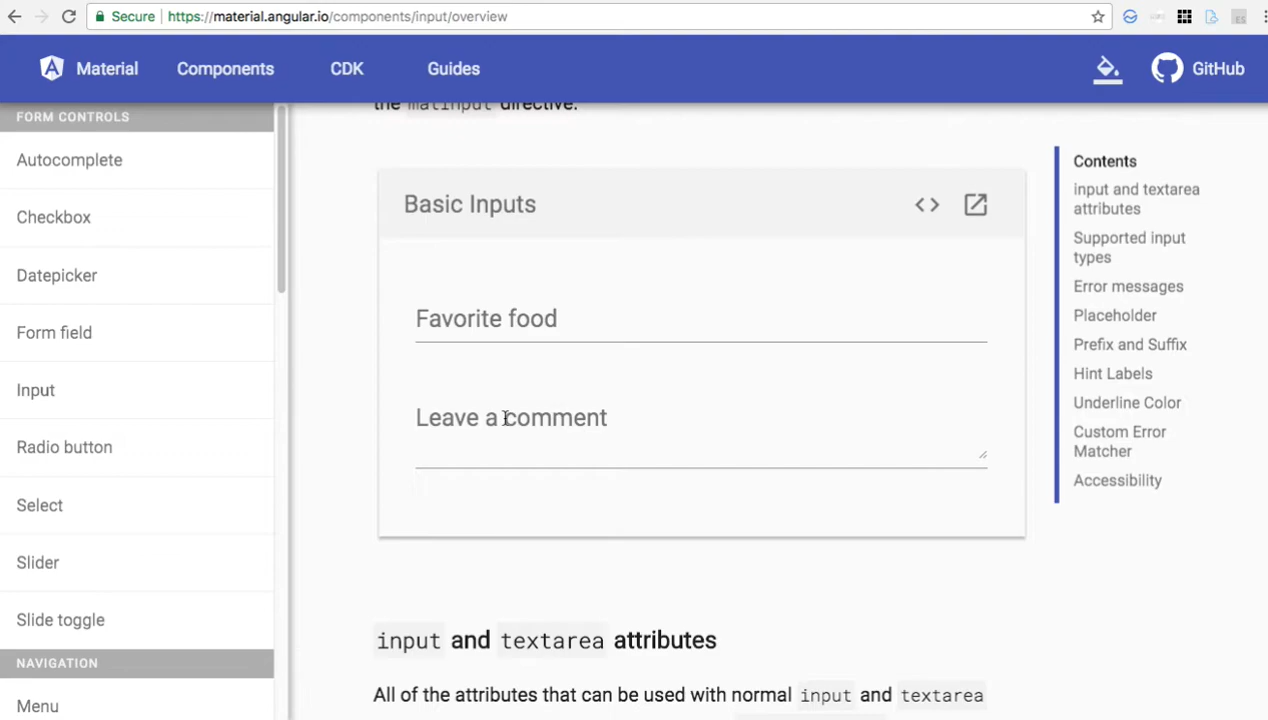 Secure
https://material.angular.io/components/input/overview
ES
Material
Components
CDK
Guides
GitHub
FORM CONTROLS
Autocomplete
Checkbox
Datepicker
Form field
Input
Radio button
Select
Slider
Slide toggle
NAVIGATION
Menu
the matInput directive.
Basic Inputs
Favorite food
Leave a comment
input and textarea attributes
All of the attributes that can be used with normal input and textarea
Contents
input and textarea
attributes
Supported input
types
Error messages
Placeholder
Prefix and Suffix
Hint Labels
Underline Color
Custom Error
Matcher
Accessibility